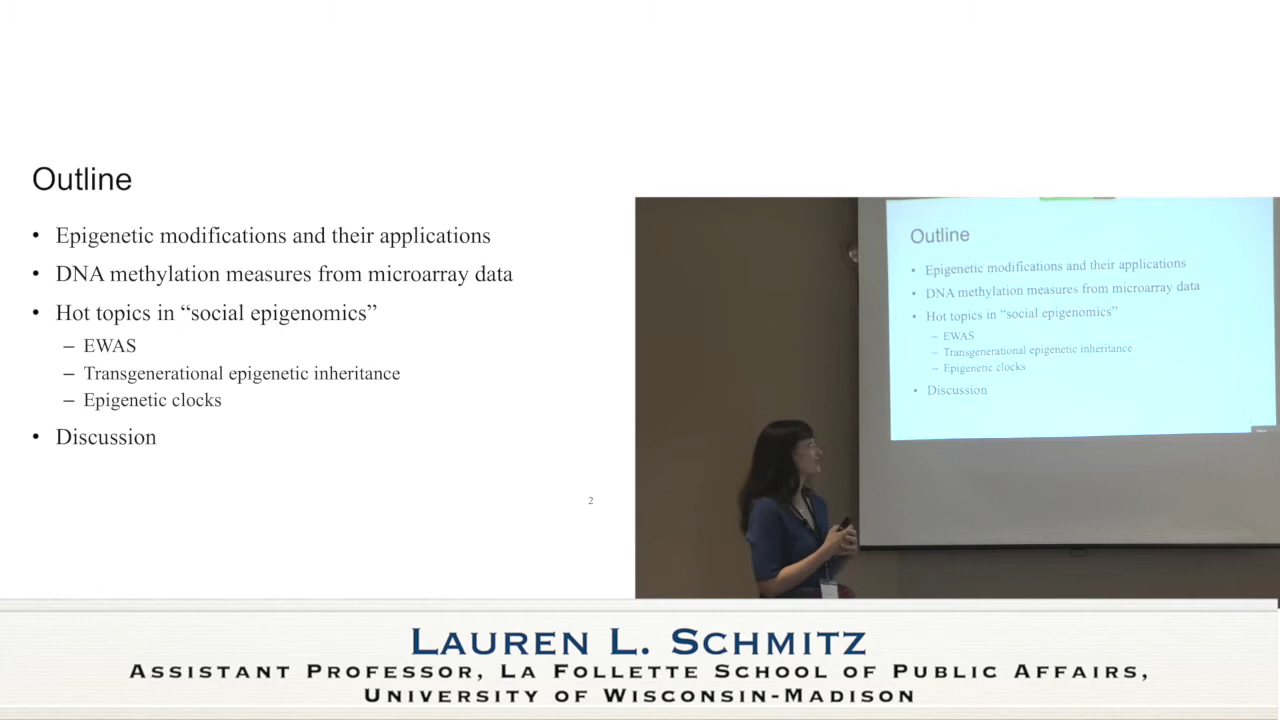 Outline
• Epigenetic modifications and their applications
• DNA methylation measures from microarray data
• Hot topics in “social epigenomics”
– EWAS
– Transgenerational epigenetic inheritance
– Epigenetic clocks
• Discussion
2
Outline
• Epigenetic modifications and their applications
• DNA methylation measures from microarray data
• Hot topics in “social epigenomics”
– EWAS
– Transgenerational epigenetic inheritance
– Epigenetic clocks
• Discussion
LAUREN L. SCHMITZ
ASSISTANT PROFESSOR, LA FOLLETTE SCHOOL OF PUBLIC AFFAIRS,
UNIVERSITY OF WISCONSIN-MADISON